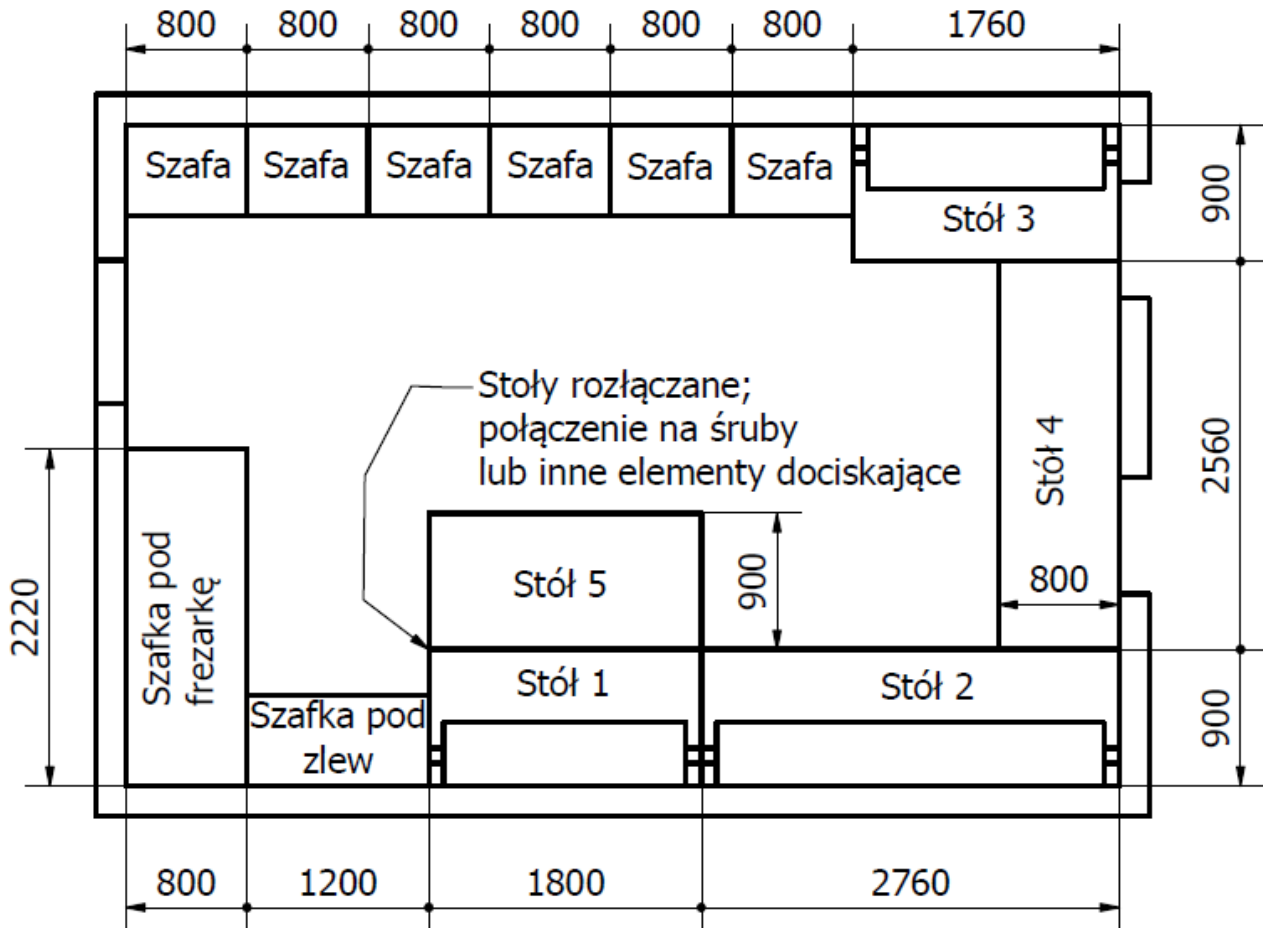 800 800 800 800 800 800 1760
Szafa Szafa Szafa Szafa Szafa Szafa
Stół 3
900
Stoły rozłączane;
połączenie na śruby
lub inne elementy dociskające
Stół 4
2560
800
Stół 5
900
Szafka pod
frezarkę
2220
Stół 1
Stół 2
900
Szafka pod
zlew
800 1200 1800 2760